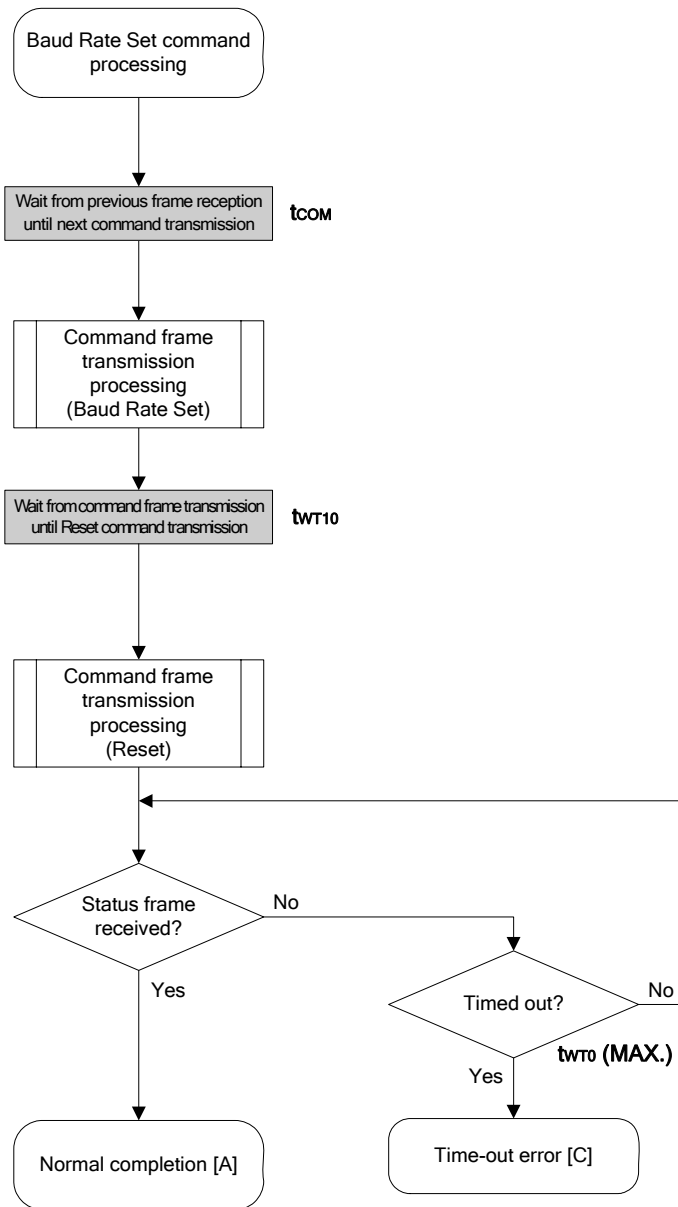 Baud Rate Set command
processing
Wait from previous frame reception
until next command transmission
tCOM
Command frame
transmission
processing
(Baud Rate Set)
Wait from command frame transmission
until Reset command transmission
tWT10
Command frame
transmission
processing
(Reset)
Status frame
received?
No
Yes
Timed out?
No
tWT0 (MAX.)
Yes
Normal completion [A]
Time-out error [C]